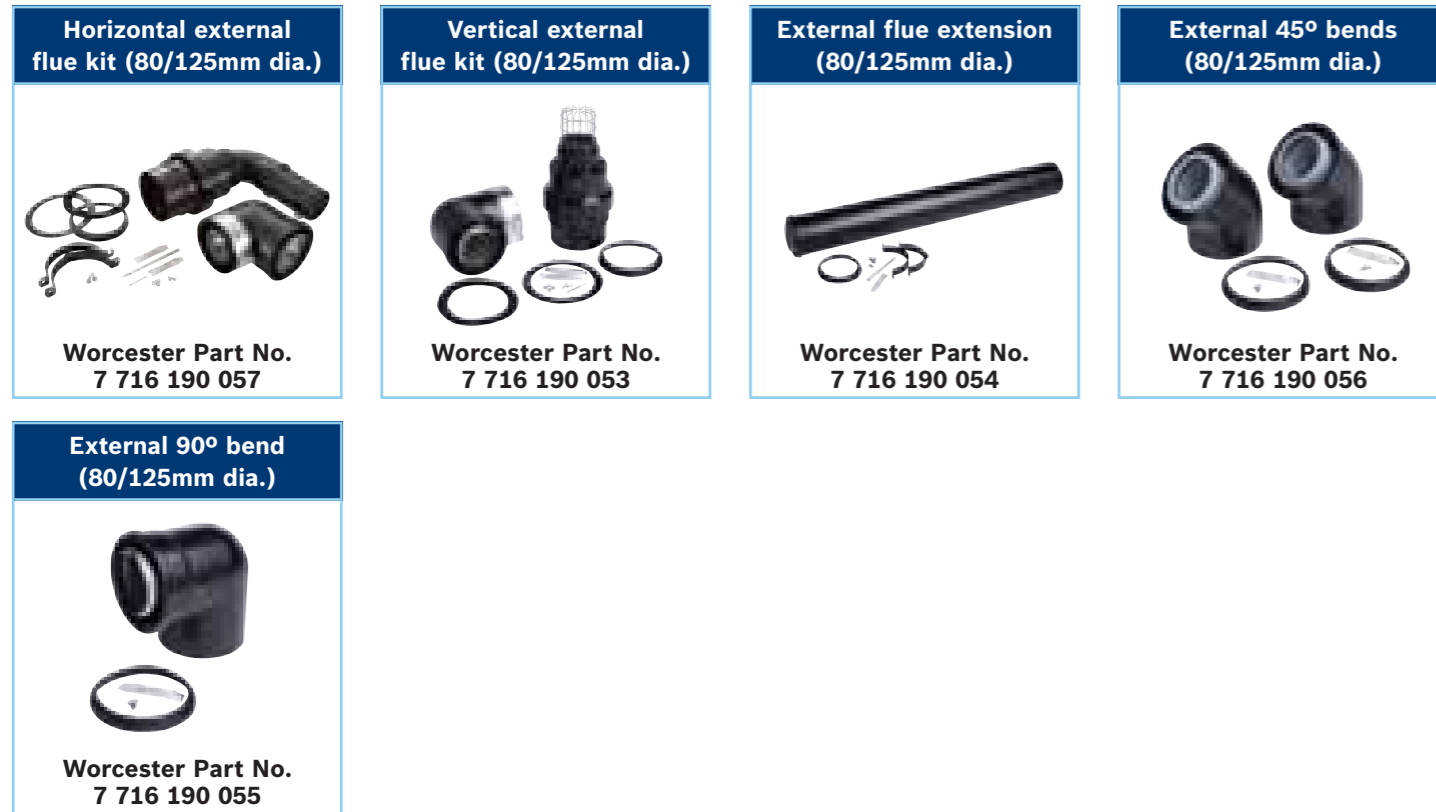 Horizontal external
flue kit (80/125mm dia.)
Worcester Part No.
7 716 190 057
Vertical external
flue kit (80/125mm dia.)
Worcester Part No.
7 716 190 053
External flue extension
(80/125mm dia.)
Worcester Part No.
7 716 190 054
External 45º bends
(80/125mm dia.)
Worcester Part No.
7 716 190 056
External 90º bend
(80/125mm dia.)
Worcester Part No.
7 716 190 055